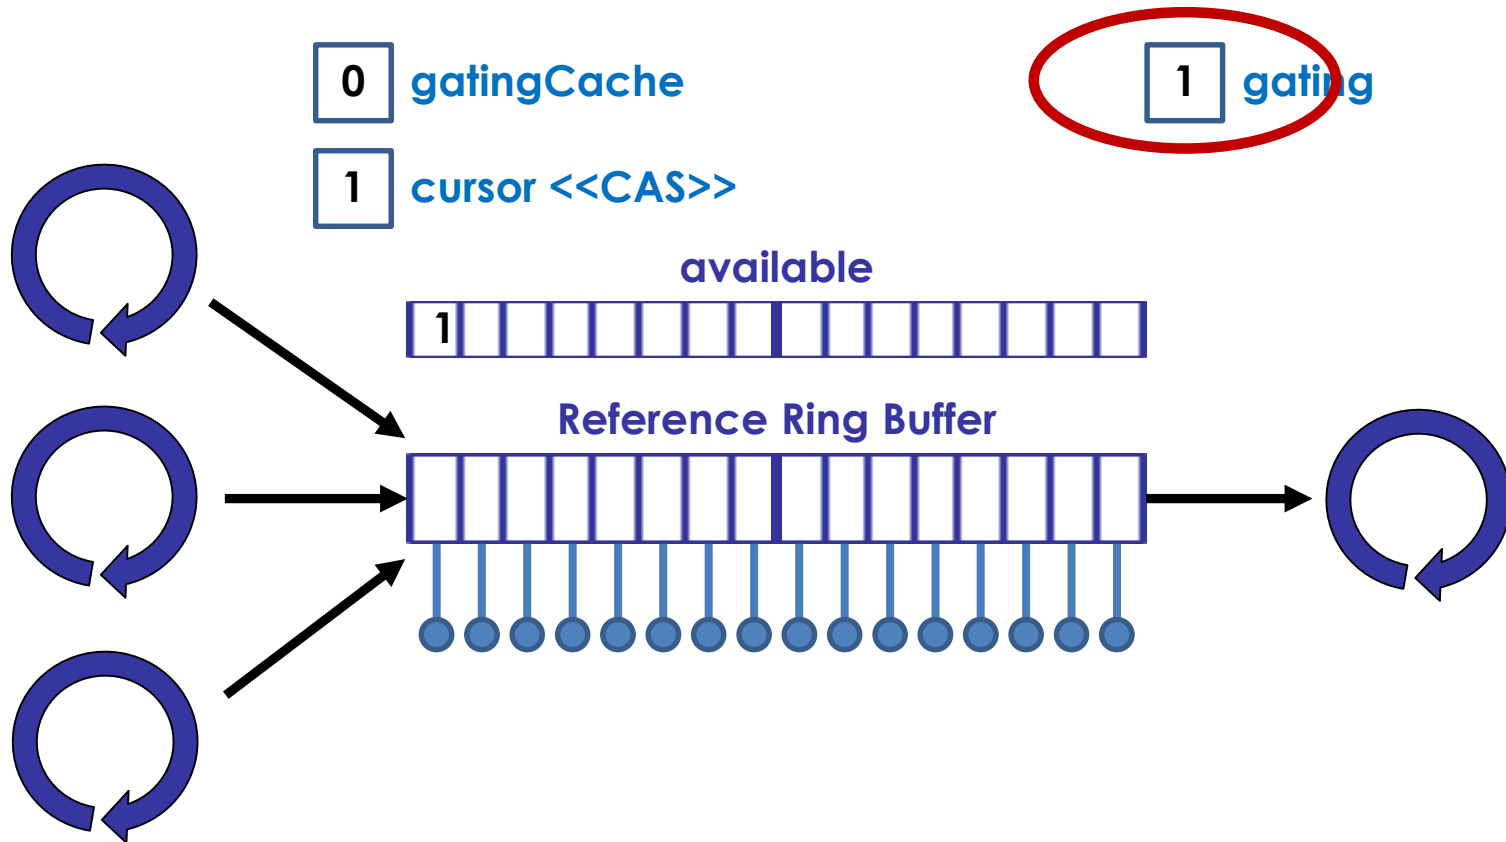 0 gatingCache
1 gating
1 cursor <<CAS>>
available
1
Reference Ring Buffer